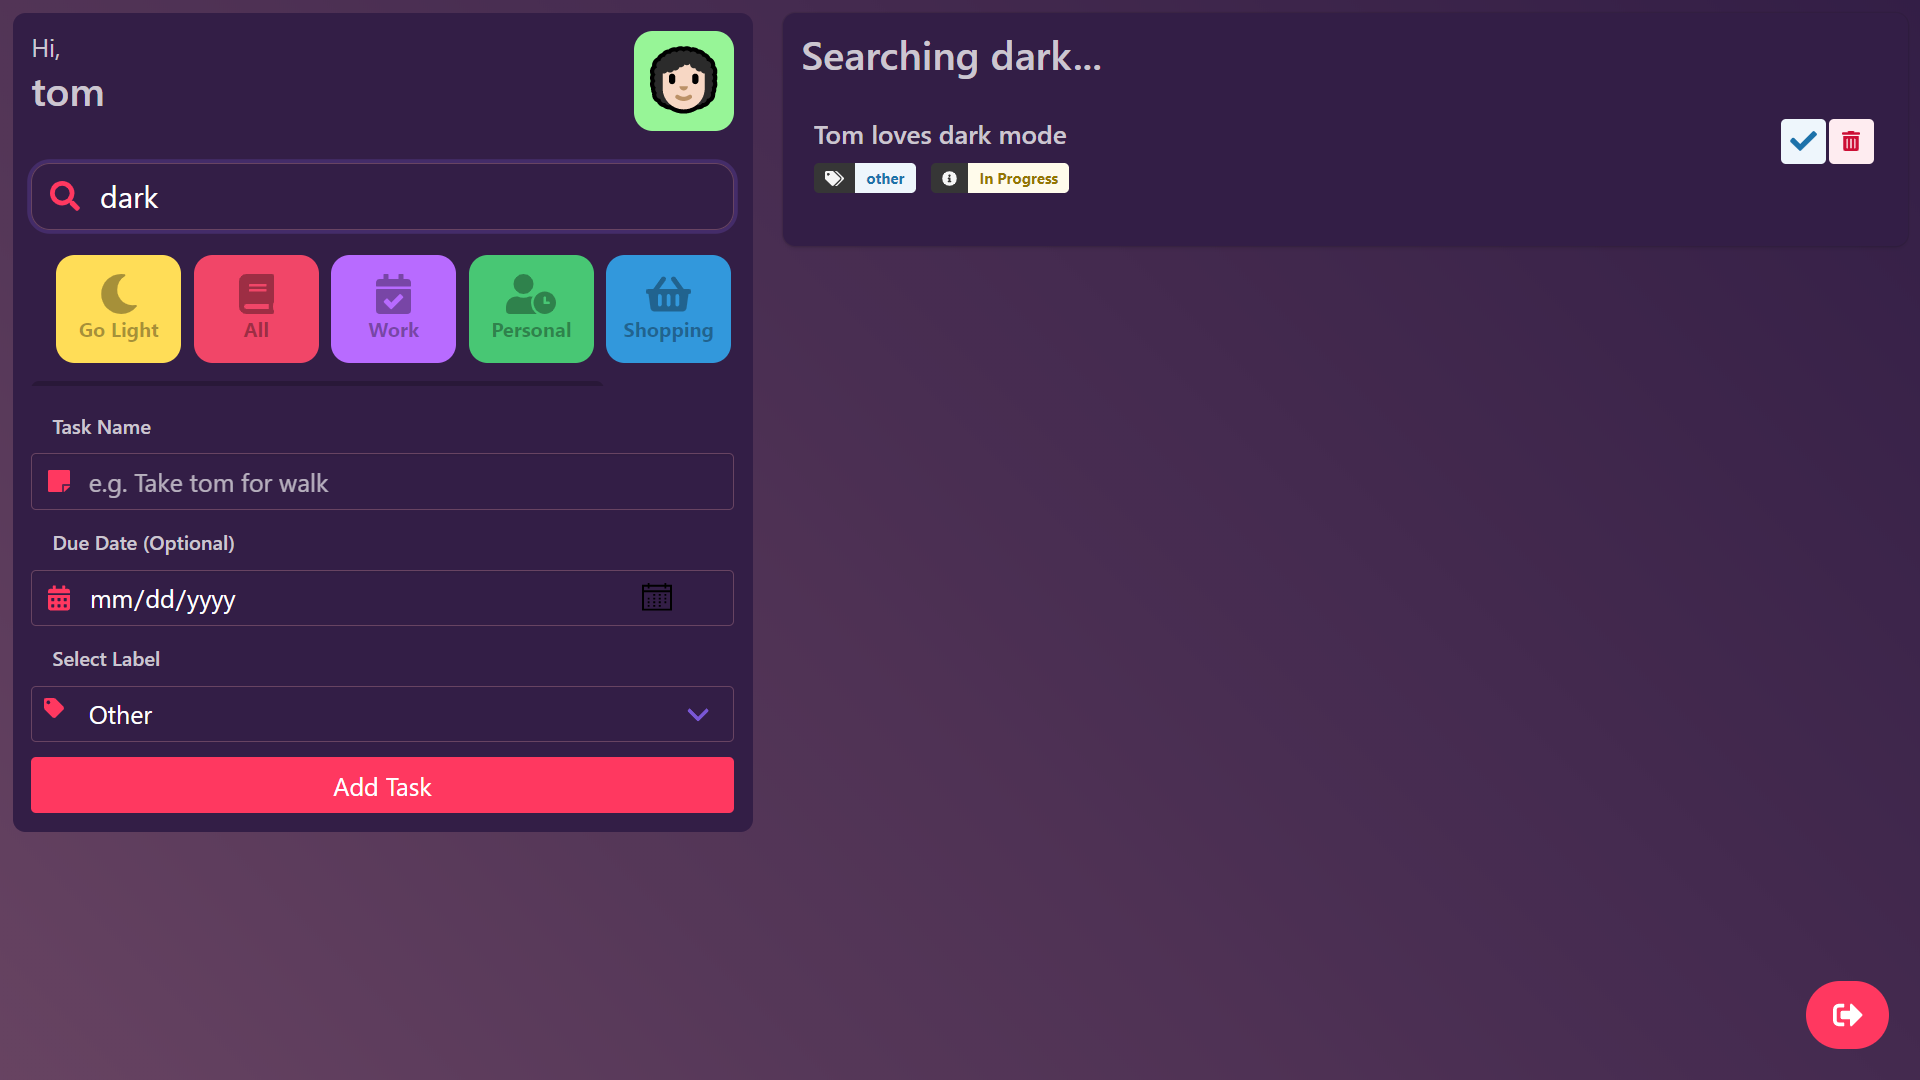 Hi,
tom
dark
Go Light
All
Work
Personal
Shopping
Task Name
e.g. Take tom for walk
Due Date (Optional)
mm/dd/yyyy
Select Label
Other
Add Task
Searching dark...
Tom loves dark mode
other
In Progress